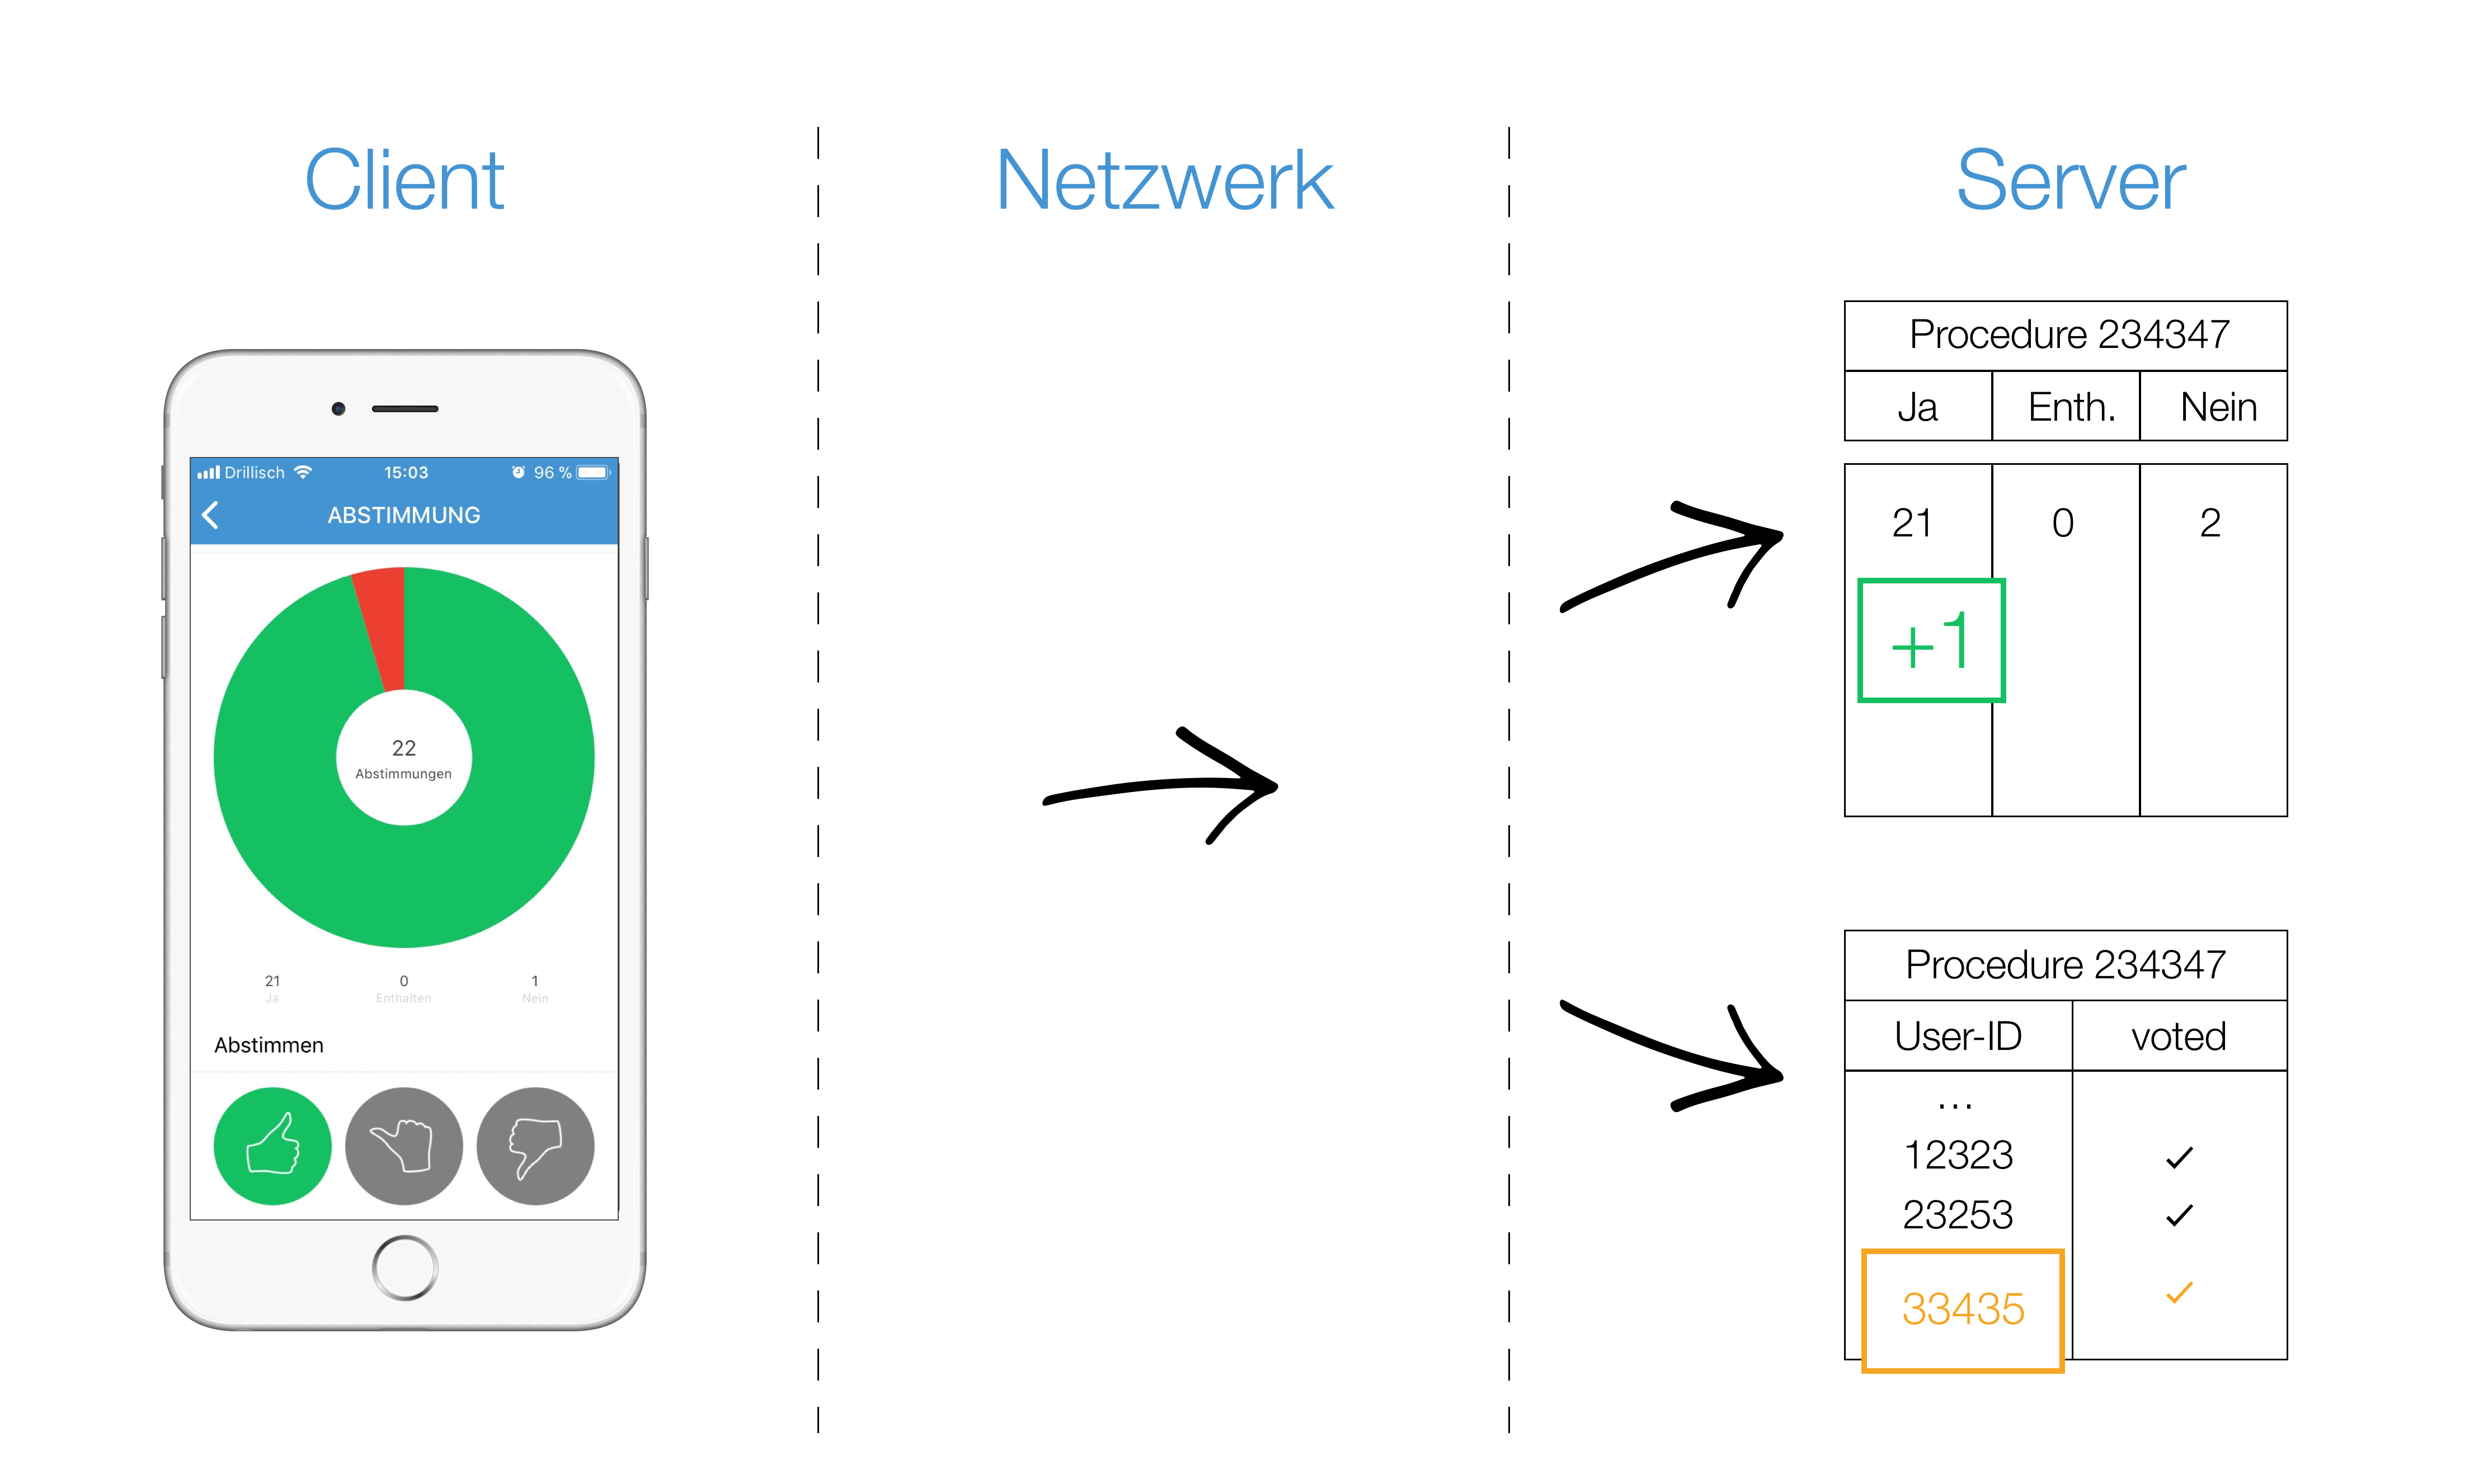 Client
Netzwerk
Server
Drillisch
15:03
96 %
ABSTIMMUNG
22
Abstimmungen
21
0
1
Ja
Enthalten
Nein
Abstimmen
Procedure 234347
Ja
Enth.
Nein
21
0
2
+1
Procedure 234347
User-ID
voted
...
12323
23253
33435